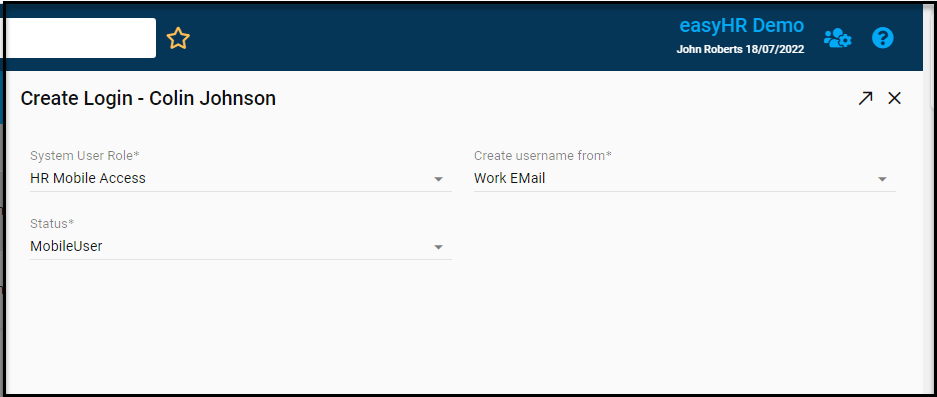 easyHR Demo
John Roberts 18/07/2022
Create Login - Colin Johnson
System User Role*
Create username from*
HR Mobile Access
Work EMail
Status*
MobileUser